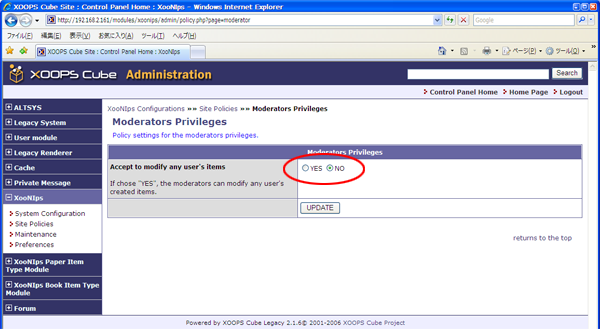 XOOPS Cube Site : Control Panel Home : XooNIps - Windows Internet Explorer
http://192.168.2.161/modules/xoonips/admin/policy.php?page=moderator
Google
ファイル(F) 編集(E) 表示(V) お気に入り(A) ツール(T) ヘルプ(H)
XOOPS Cube Site : Control Panel Home : XooNIps
ページ(P) ツール(O)
XOOPS Cube Administration
Search
Control Panel Home Home Page Logout
ALTSYS
Legacy System
User module
Legacy Renderer
Cache
Private Message
XooNIps
System Configuration
Site Policies
Maintenance
Preferences
XooNIps Paper Item
Type Module
XooNIps Book Item Type
Module
Forum
XooNIps Configurations »» Site Policies »» Moderators Privileges
Moderators Privileges
Policy settings for the moderators privileges.
Moderators Privileges
Accept to modify any user's items
YES NO
If chose "YES", the moderators can modify any user's
created items.
UPDATE
returns to the top
Powered by XOOPS Cube Legacy 2.1.6© 2001-2006 XOOPS Cube Project